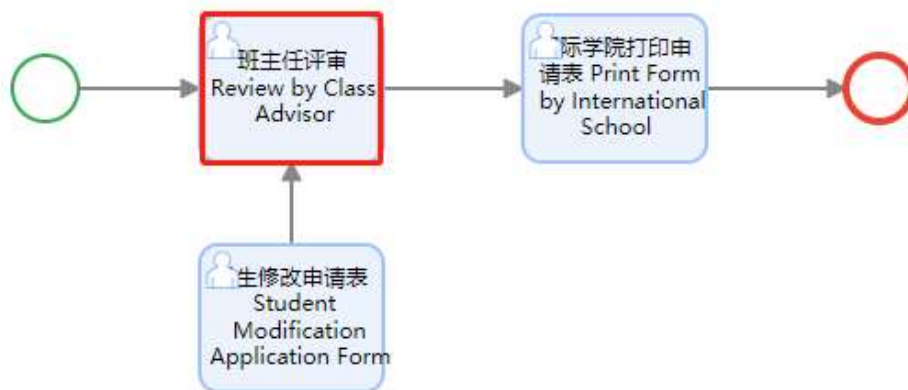 班主任评审
Review by Class
Advisor
际学院打印申
请表 Print Form
by International
School
生修改申请表
Student
Modification
Application Form